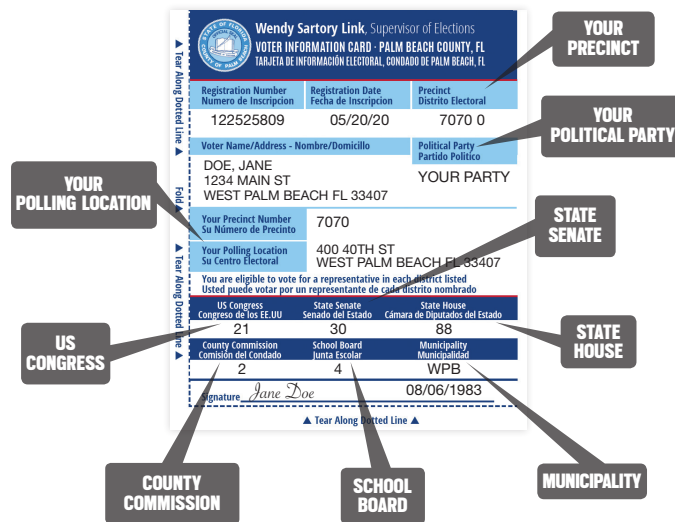 Wendy Sartory Link, Supervisor of Elections
VOTER INFORMATION CARD · PALM BEACH COUNTY, FL
TARJETA DE INFORMACIÓN ELECTORAL, CONDADO DE PALM BEACH, FL
STATE OF FLORIDA
COUNTY OF PALM BEACH
YOUR
PRECINCT
▲ Tear Along Dotted Line ▲
Registration Number
Numero de Inscripcion
122525809
Registration Date
Fecha de Inscripcion
05/20/20
Precinct
Distrito Electoral
7070 0
YOUR
POLITICAL PARTY
Voter Name/Address - Nombre/Domicillo
DOE, JANE
1234 MAIN ST
WEST PALM BEACH FL 33407
Political Party
Partido Politico
YOUR PARTY
YOUR
POLLING LOCATION
Fold ▲
Your Precinct Number
Su Número de Precinto
7070
Your Polling Location
Su Centro Electoral
400 40TH ST
WEST PALM BEACH FL 33407
STATE
SENATE
▲ Tear Along Dotted Line ▲
You are eligible to vote for a representative in each district listed
Usted puede votar por un representante de cada distrito nombrado
US Congress
Congreso de los EE.UU
21
State Senate
Senado del Estado
30
State House
Cámara de Diputados del Estado
88
US
CONGRESS
STATE
HOUSE
County Commission
Comisión del Condado
2
School Board
Junta Escolar
4
Municipality
Municipalidad
WPB
Signature Jane Doe
08/06/1983
▲ Tear Along Dotted Line ▲
COUNTY
COMMISSION
SCHOOL
BOARD
MUNICIPALITY